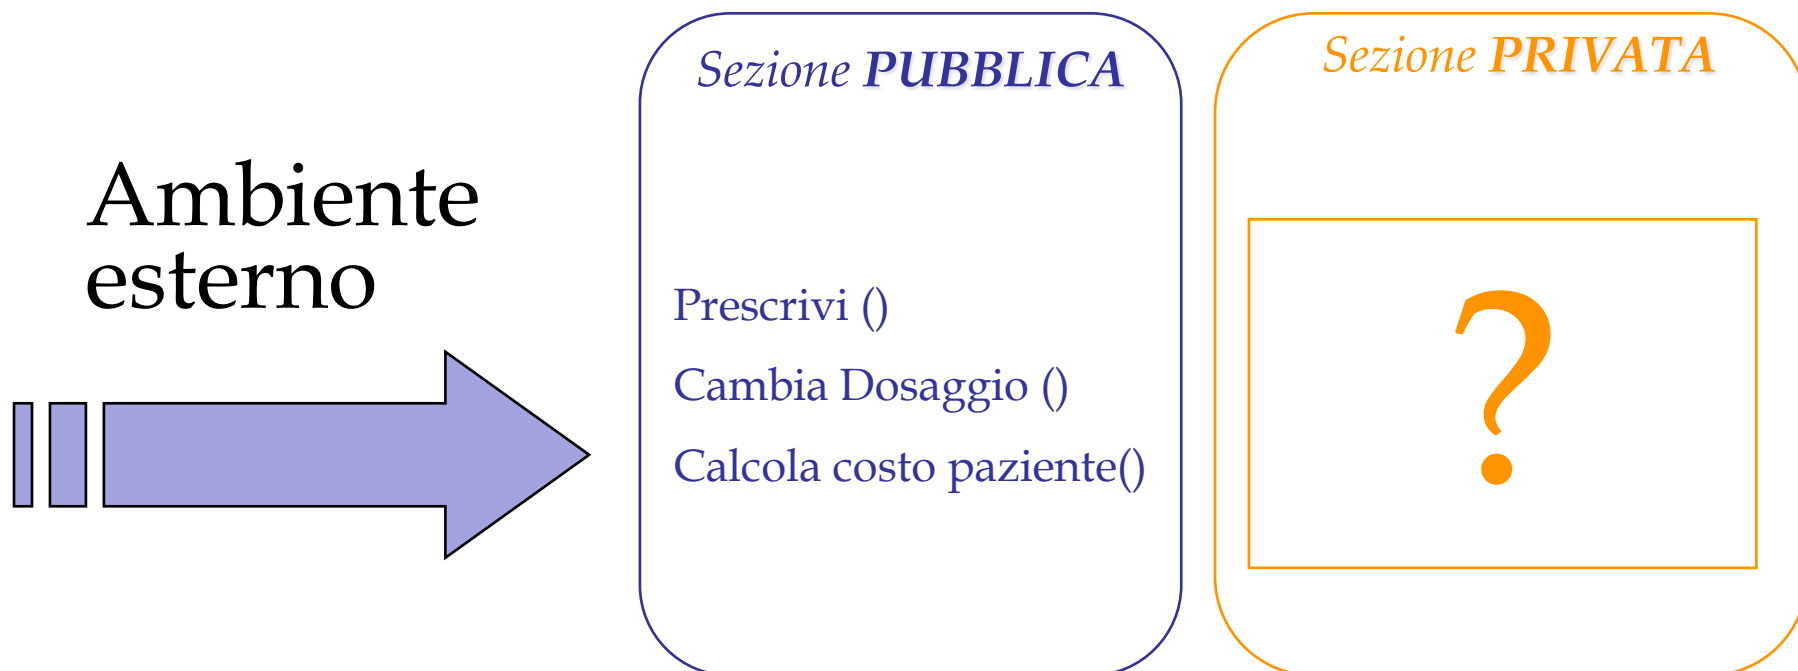 Sezione PUBBLICA
Sezione PRIVATA
Ambiente
esterno
Prescrivi ()
Cambia Dosaggio ()
Calcola costo paziente()
?